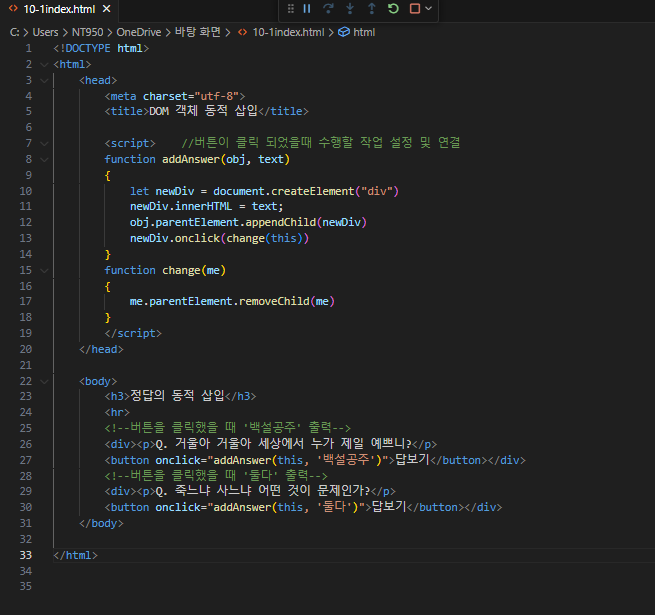 10-1index.html
C: > Users > NT950 > OneDrive > 바탕 화면 > 10-1index.html > html
1 <!DOCTYPE html>
2 <html>
3 <head>
4 <meta charset="utf-8">
5 <title>DOM 객체 동적 삽입</title>
6
7 <script> //버튼이 클릭 되었을때 수행할 작업 설정 및 연결
8 function addAnswer(obj, text)
9 {
10 let newDiv = document.createElement("div")
11 newDiv.innerHTML = text;
12 obj.parentElement.appendChild(newDiv)
13 newDiv.onclick(change(this))
14 }
15 function change(me)
16 {
17 me.parentElement.removeChild(me)
18 }
19 </script>
20 </head>
21
22 <body>
23 <h3>정답의 동적 삽입</h3>
24 <hr>
25 <!--버튼을 클릭했을 때 '백설공주' 출력-->
26 <div><p>Q. 거울아 거울아 세상에서 누가 제일 예쁘니?</p>
27 <button onclick="addAnswer(this, '백설공주')">답보기</button></div>
28 <!--버튼을 클릭했을 때 '둘다' 출력-->
29 <div><p>Q. 죽느냐 사느냐 어떤 것이 문제인가?</p>
30 <button onclick="addAnswer(this, '둘다')">답보기</button></div>
31 </body>
32
33 </html>
34
35